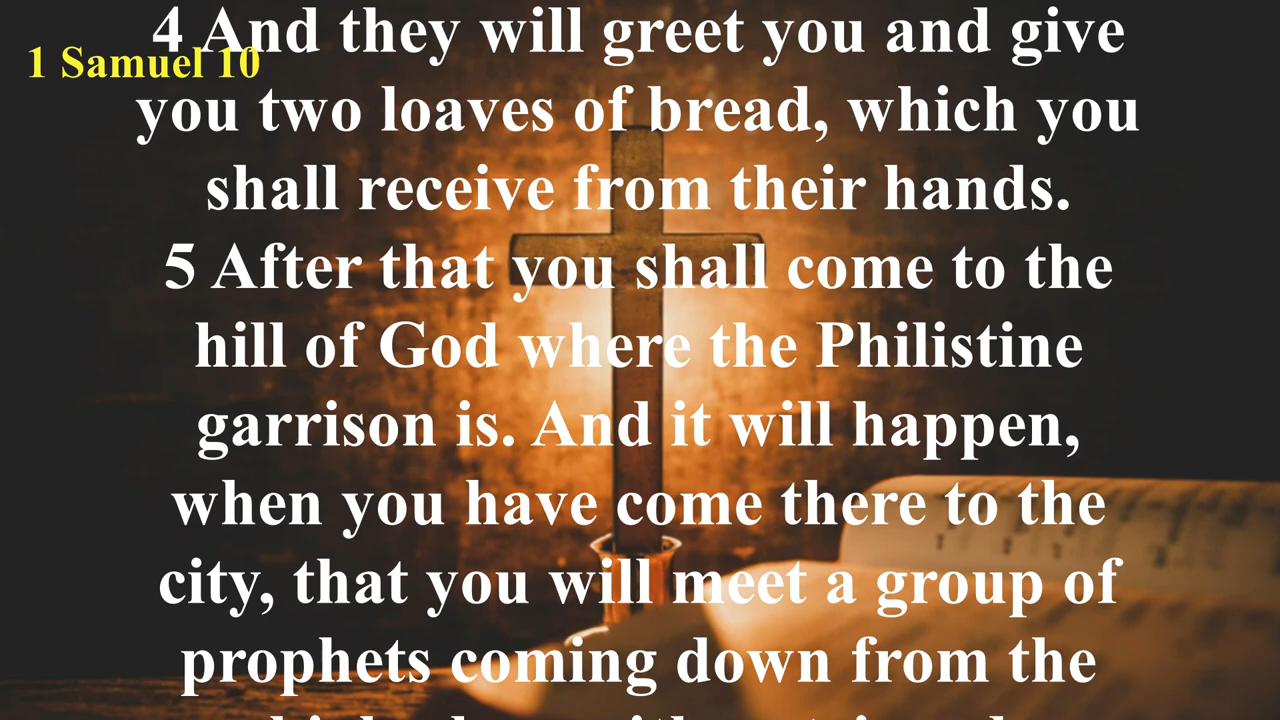 1 Samuel 10
4 And they will greet you and give
you two loaves of bread, which you
shall receive from their hands.
5 After that you shall come to the
hill of God where the Philistine
garrison is. And it will happen,
when you have come there to the
city, that you will meet a group of
prophets coming down from the